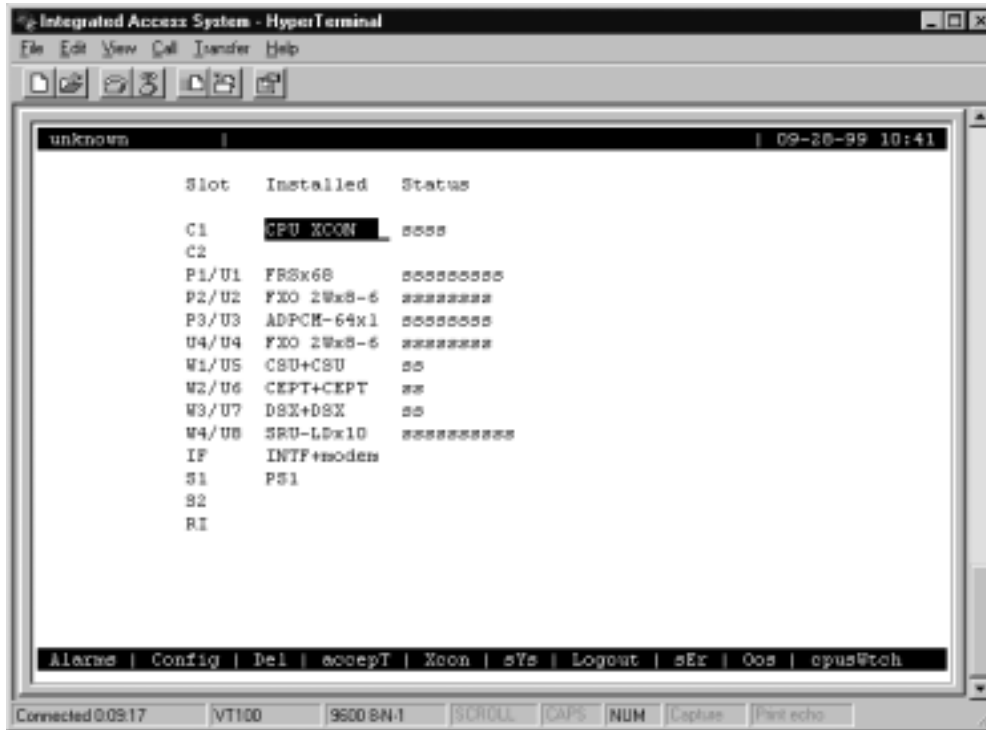 Integrated Access System - HyperTerminal
File Edit View Call Transfer Help
unknown | | 09-28-99 10:41
Slot Installed Status
C1 CPU XCON _ ssss
C2
P1/U1 FRSx68 sssssssss
P2/U2 FXO 2Wx8-6 ssssssss
P3/U3 ADPCM-64x1 ssssssss
U4/U4 FXO 2Wx8-6 ssssssss
W1/U5 CSU+CSU ss
W2/U6 CEPT+CEPT ss
W3/U7 DSX+DSX ss
W4/U8 SRU-LDx10 ssssssssss
IF INTF+modem
S1 PS1
S2
RI
Alarms | Config | Del | accepT | Xcon | sYs | Logout | sEr | Oos | cpusWtch
Connected 0:09:17 VT100 9600 8-N-1 SCROLL CAPS NUM Capture Print echo